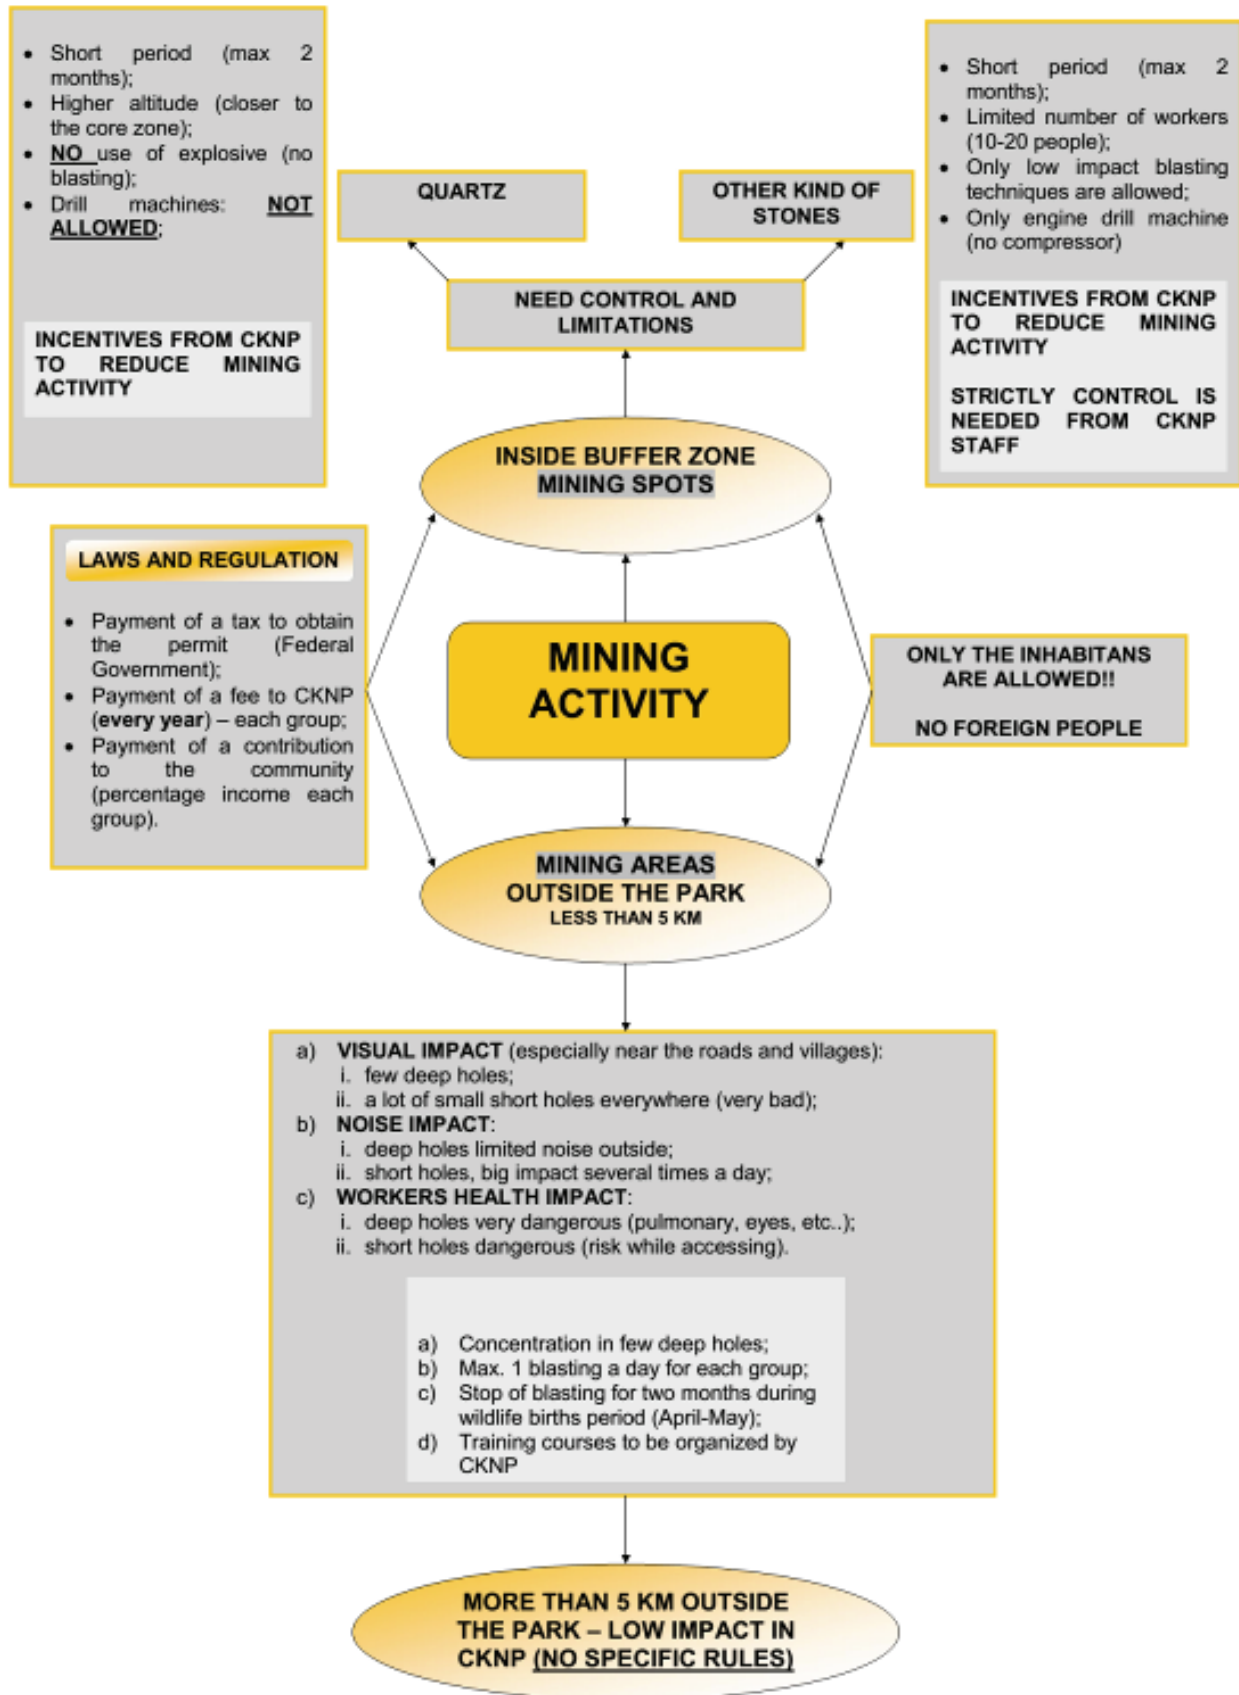 • Short period (max 2
months);
• Higher altitude (closer to
the core zone);
• NO use of explosive (no
blasting);
• Drill machines: NOT
ALLOWED;
INCENTIVES FROM CKNP
TO REDUCE MINING
ACTIVITY
QUARTZ
OTHER KIND OF
STONES
• Short period (max 2
months);
• Limited number of workers
(10-20 people);
• Only low impact blasting
techniques are allowed;
• Only engine drill machine
(no compressor)
INCENTIVES FROM CKNP
TO REDUCE MINING
ACTIVITY
STRICTLY CONTROL IS
NEEDED FROM CKNP
STAFF
NEED CONTROL AND
LIMITATIONS
INSIDE BUFFER ZONE
MINING SPOTS
LAWS AND REGULATION
• Payment of a tax to obtain
the permit (Federal
Government);
• Payment of a fee to CKNP
(every year) – each group;
• Payment of a contribution
to the community
(percentage income each
group).
MINING
ACTIVITY
ONLY THE INHABITANS
ARE ALLOWED!!
NO FOREIGN PEOPLE
MINING AREAS
OUTSIDE THE PARK
LESS THAN 5 KM
a) VISUAL IMPACT (especially near the roads and villages):
i. few deep holes;
ii. a lot of small short holes everywhere (very bad);
b) NOISE IMPACT:
i. deep holes limited noise outside;
ii. short holes, big impact several times a day;
c) WORKERS HEALTH IMPACT:
i. deep holes very dangerous (pulmonary, eyes, etc..);
ii. short holes dangerous (risk while accessing).
a) Concentration in few deep holes;
b) Max. 1 blasting a day for each group;
c) Stop of blasting for two months during
wildlife births period (April-May);
d) Training courses to be organized by
CKNP
MORE THAN 5 KM OUTSIDE
THE PARK – LOW IMPACT IN
CKNP (NO SPECIFIC RULES)